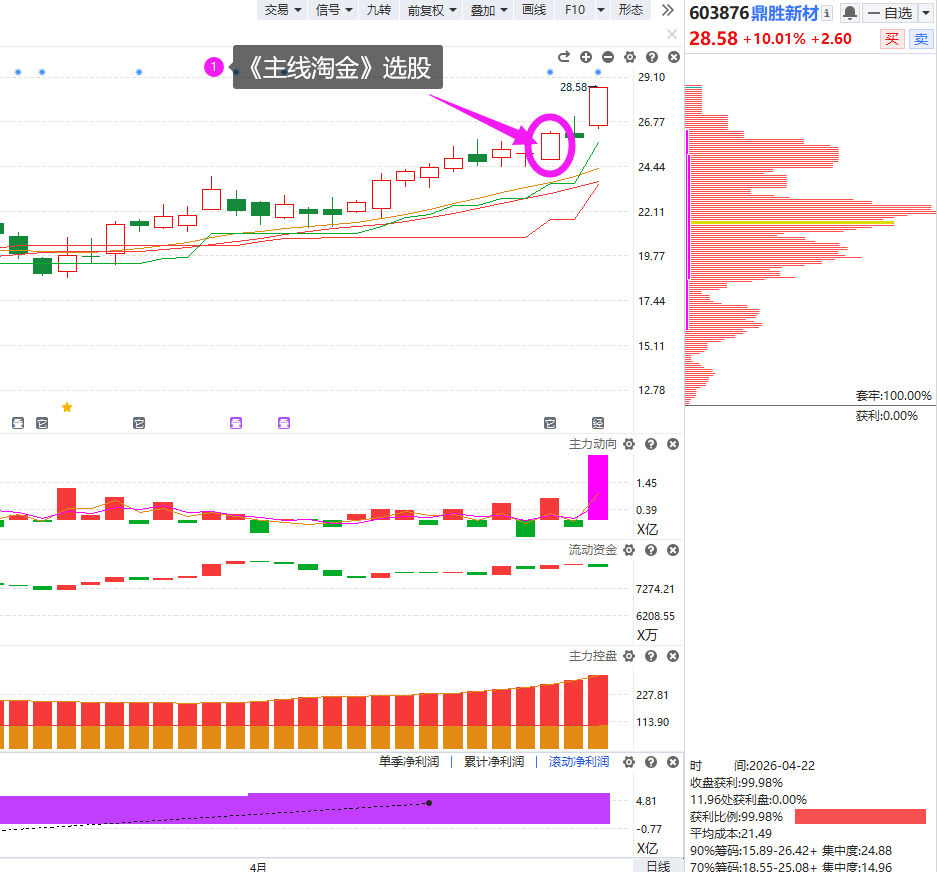 交易 信号 九转 前复权 叠加 画线 F10 形态
603876鼎胜新材 自选
28.58 +10.01% +2.60 买 卖
1 《主线淘金》选股
28.58
29.10
26.77
24.44
22.11
19.77
17.44
15.11
12.78
套牢:100.00%
获利:0.00%
主力动向
1.45
0.39
X亿
流动资金
7274.21
6208.55
X万
主力控盘
227.81
113.90
单季净利润 累计净利润 滚动净利润
4.81
-0.77
X亿
4月 日线
时 间:2026-04-22
收盘获利:99.98%
11.96处获利盘:0.00%
获利比例:99.98%
平均成本:21.49
90%筹码:15.89-26.42+ 集中度:24.88
70%筹码:18.55-25.08+ 集中度:14.96